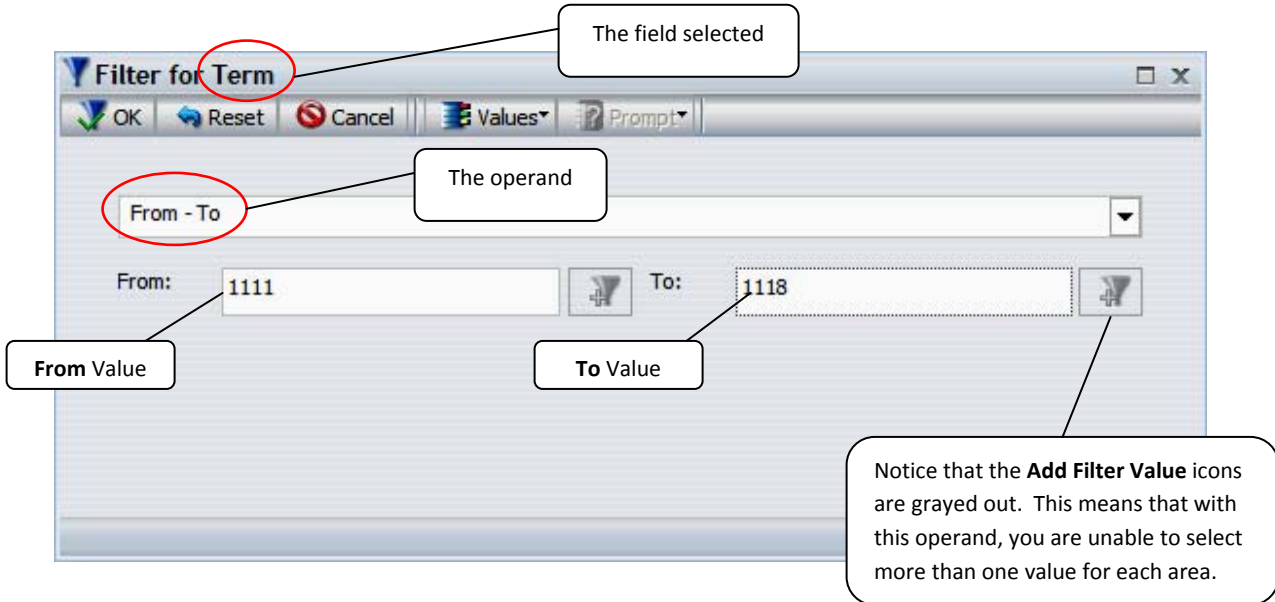 The field selected
Filter for Term
OK Reset Cancel Values Prompt
The operand
From - To
From: 1111 To: 1118
From Value To Value
Notice that the Add Filter Value icons
are grayed out. This means that with
this operand, you are unable to select
more than one value for each area.